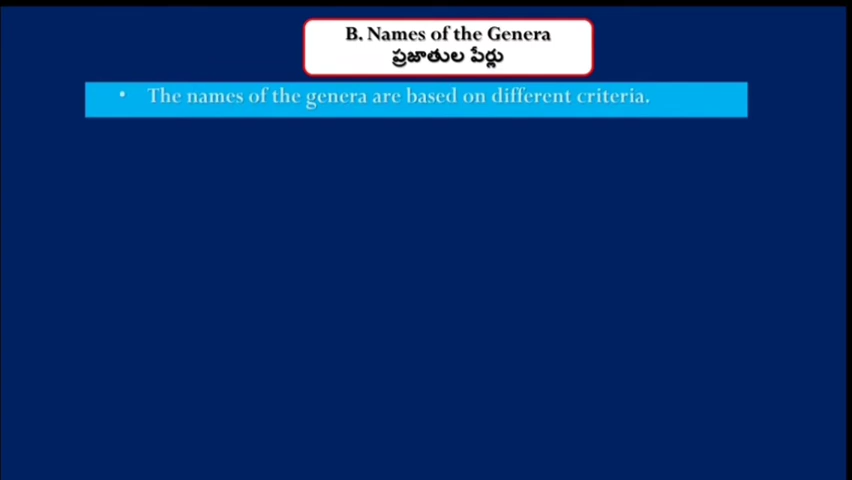 B. Names of the Genera
ప్రజాతుల పేర్లు
• The names of the genera are based on different criteria.